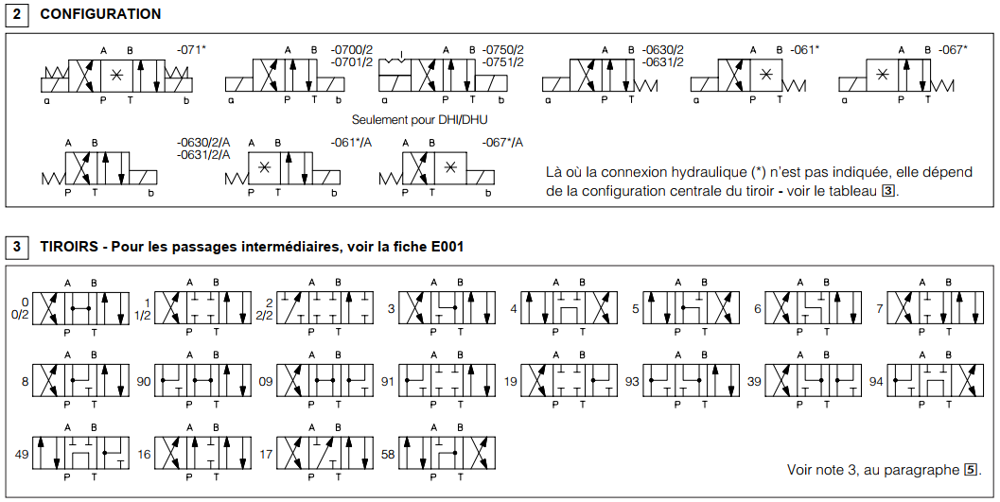 2 CONFIGURATION
A B -071*
a P T b
A B -0700/2
-0701/2
a P T b
A B -0750/2
-0751/2
a P T b
A B -0630/2
-0631/2
a P T
A B -061*
a P T
A B -067*
a P T
Seulement pour DHI/DHU
A B -0630/2/A
-0631/2/A
P T b
A B -061*/A
P T b
A B -067*/A
P T b
Là où la connexion hydraulique (*) n'est pas indiquée, elle dépend
de la configuration centrale du tiroir - voir le tableau 3.
3 TIROIRS - Pour les passages intermédiaires, voir la fiche E001
A B
0
0/2
P T
A B
1
1/2
P T
A B
2
2/2
P T
A B
3
P T
A B
4
P T
A B
5
P T
A B
6
P T
A B
7
P T
A B
8
P T
A B
90
P T
A B
09
P T
A B
91
P T
A B
19
P T
A B
93
P T
A B
39
P T
A B
94
P T
A B
49
P T
A B
16
P T
A B
17
P T
A B
58
P T
Voir note 3, au paragraphe 5.